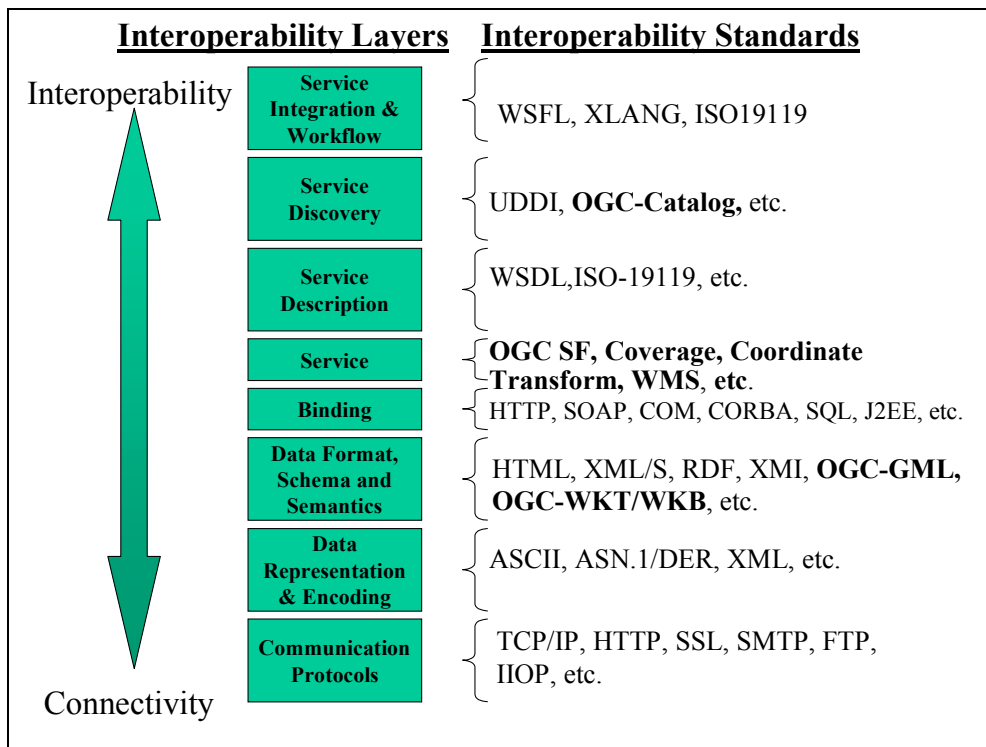 Interoperability Layers
Interoperability Standards
Interoperability
Service
Integration &
Workflow
WSFL, XLANG, ISO19119
Service
Discovery
UDDI, OGC-Catalog, etc.
Service
Description
WSDL,ISO-19119, etc.
Service
OGC SF, Coverage, Coordinate
Transform, WMS, etc.
Binding
HTTP, SOAP, COM, CORBA, SQL, J2EE, etc.
Data Format,
Schema and
Semantics
HTML, XML/S, RDF, XMI, OGC-GML,
OGC-WKT/WKB, etc.
Data
Representation
& Encoding
ASCII, ASN.1/DER, XML, etc.
Communication
Protocols
TCP/IP, HTTP, SSL, SMTP, FTP,
IIOP, etc.
Connectivity